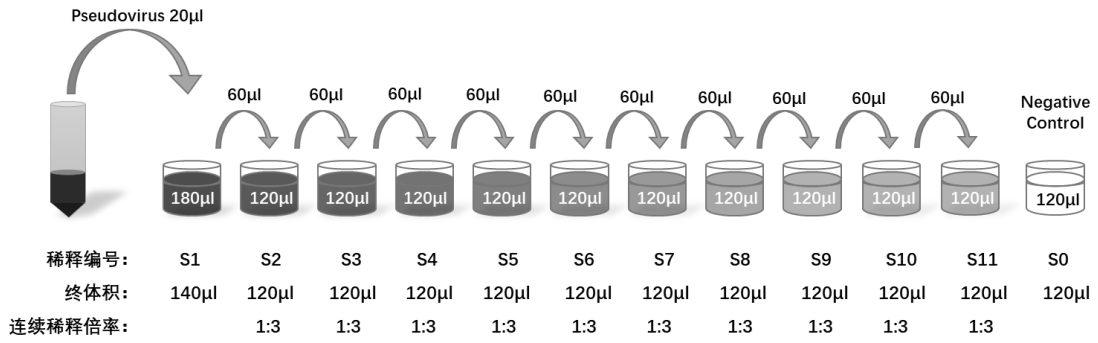 Pseudovirus 20µl
60µl 60µl 60µl 60µl 60µl 60µl 60µl 60µl 60µl 60µl
Negative
Control
180µl 120µl 120µl 120µl 120µl 120µl 120µl 120µl 120µl 120µl 120µl 120µl
稀释编号: S1 S2 S3 S4 S5 S6 S7 S8 S9 S10 S11 S0
终体积: 140µl 120µl 120µl 120µl 120µl 120µl 120µl 120µl 120µl 120µl 120µl 120µl
连续稀释倍率: 1:3 1:3 1:3 1:3 1:3 1:3 1:3 1:3 1:3 1:3